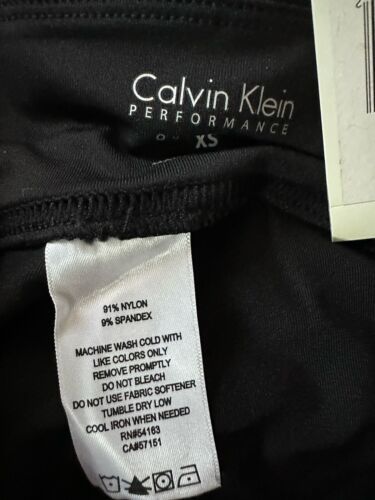 Calvin Klein
PERFORMANCE
XS
91% NYLON
9% SPANDEX
MACHINE WASH COLD WITH
LIKE COLORS ONLY
REMOVE PROMPTLY
DO NOT BLEACH
DO NOT USE FABRIC SOFTENER
TUMBLE DRY LOW
COOL IRON WHEN NEEDED
RN#54163
CA#57151